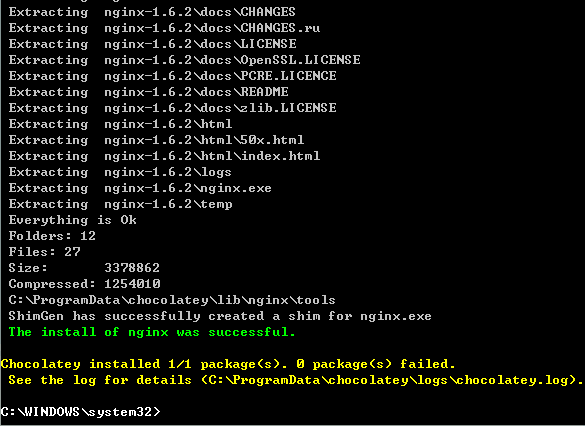 Extracting  nginx-1.6.2\docs\CHANGES
Extracting  nginx-1.6.2\docs\CHANGES.ru
Extracting  nginx-1.6.2\docs\LICENSE
Extracting  nginx-1.6.2\docs\OpenSSL.LICENSE
Extracting  nginx-1.6.2\docs\PCRE.LICENCE
Extracting  nginx-1.6.2\docs\README
Extracting  nginx-1.6.2\docs\zlib.LICENSE
Extracting  nginx-1.6.2\html
Extracting  nginx-1.6.2\html\50x.html
Extracting  nginx-1.6.2\html\index.html
Extracting  nginx-1.6.2\logs
Extracting  nginx-1.6.2\nginx.exe
Extracting  nginx-1.6.2\temp
Everything is Ok
Folders: 12
Files: 27
Size:       3378862
Compressed: 1254010
C:\ProgramData\chocolatey\lib\nginx\tools
ShimGen has successfully created a shim for nginx.exe
The install of nginx was successful.
Chocolatey installed 1/1 package(s). 0 package(s) failed.
See the log for details (C:\ProgramData\chocolatey\logs\chocolatey.log).
C:\WINDOWS\system32>